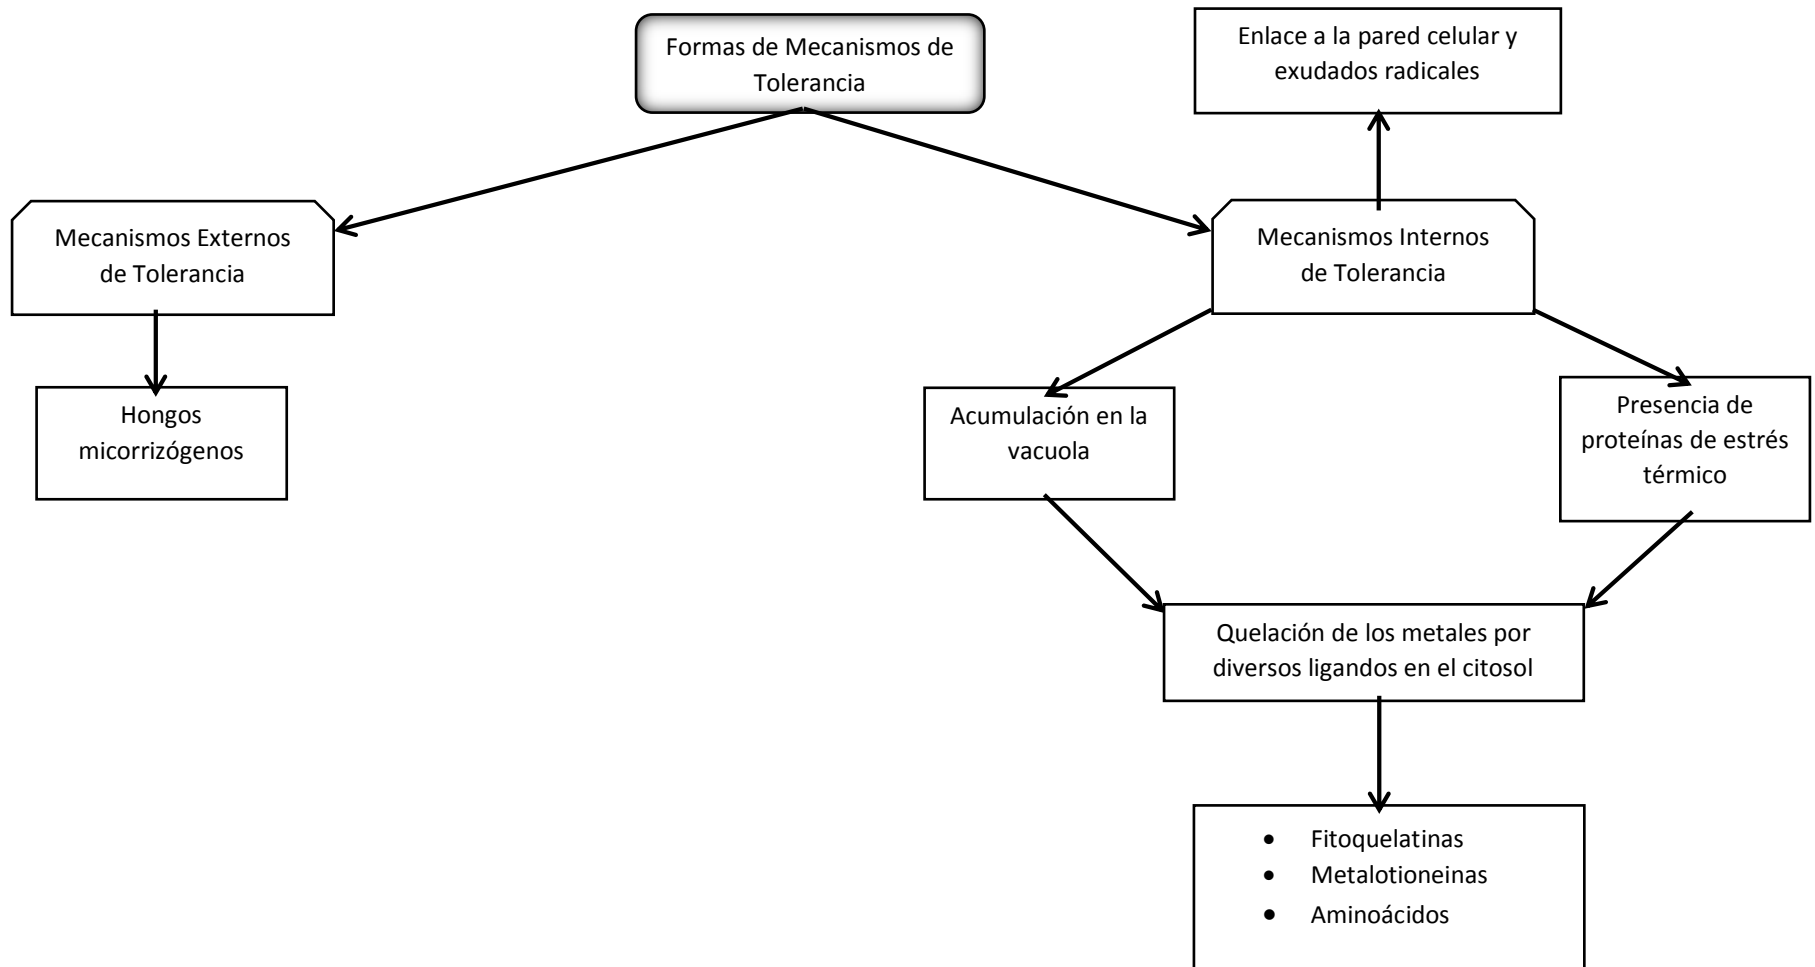 Formas de Mecanismos de
Tolerancia
Enlace a la pared celular y
exudados radicales
Mecanismos Externos
de Tolerancia
Mecanismos Internos
de Tolerancia
Hongos
micorrizógenos
Acumulación en la
vacuola
Presencia de
proteínas de estrés
térmico
Quelación de los metales por
diversos ligandos en el citosol
• Fitoquelatinas
• Metalotioneinas
• Aminoácidos